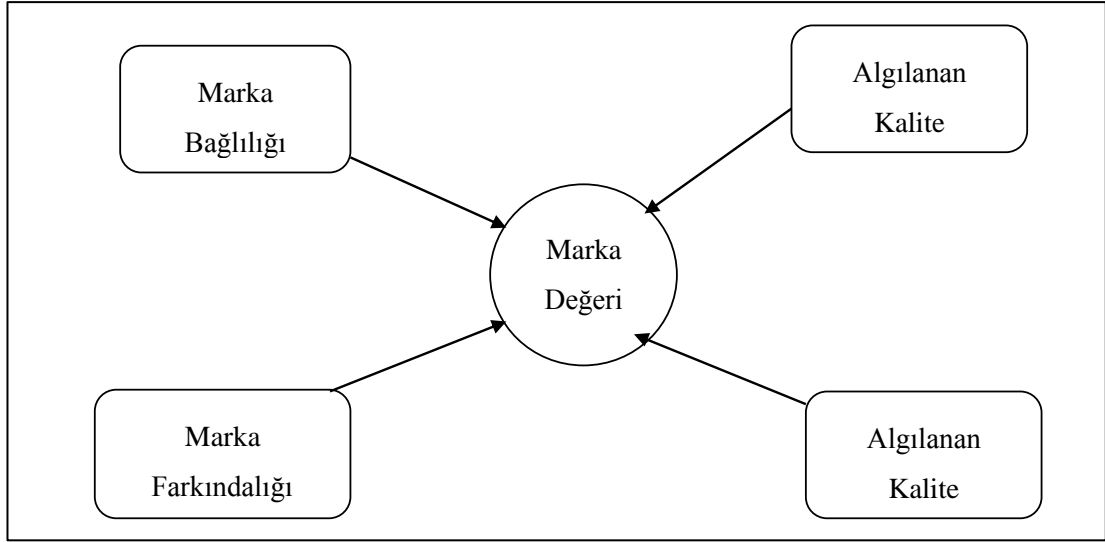 Marka
Bağlılığı
Algılanan
Kalite
Marka
Değeri
Marka
Farkındalığı
Algılanan
Kalite